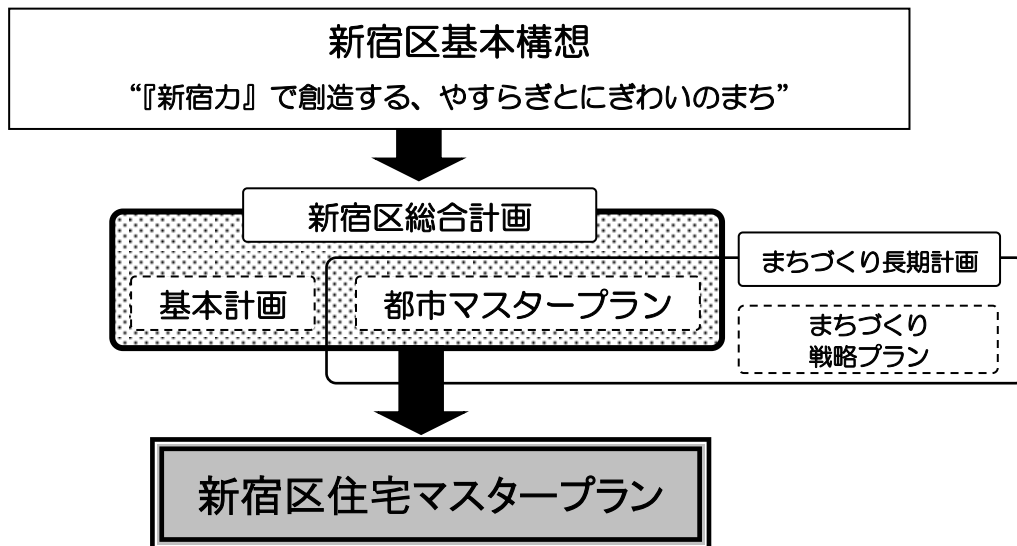 新宿区基本構想
“『新宿力』で創造する、やすらぎとにぎわいのまち”
新宿区総合計画
まちづくり長期計画
基本計画
都市マスタープラン
まちづくり
戦略プラン
新宿区住宅マスタープラン